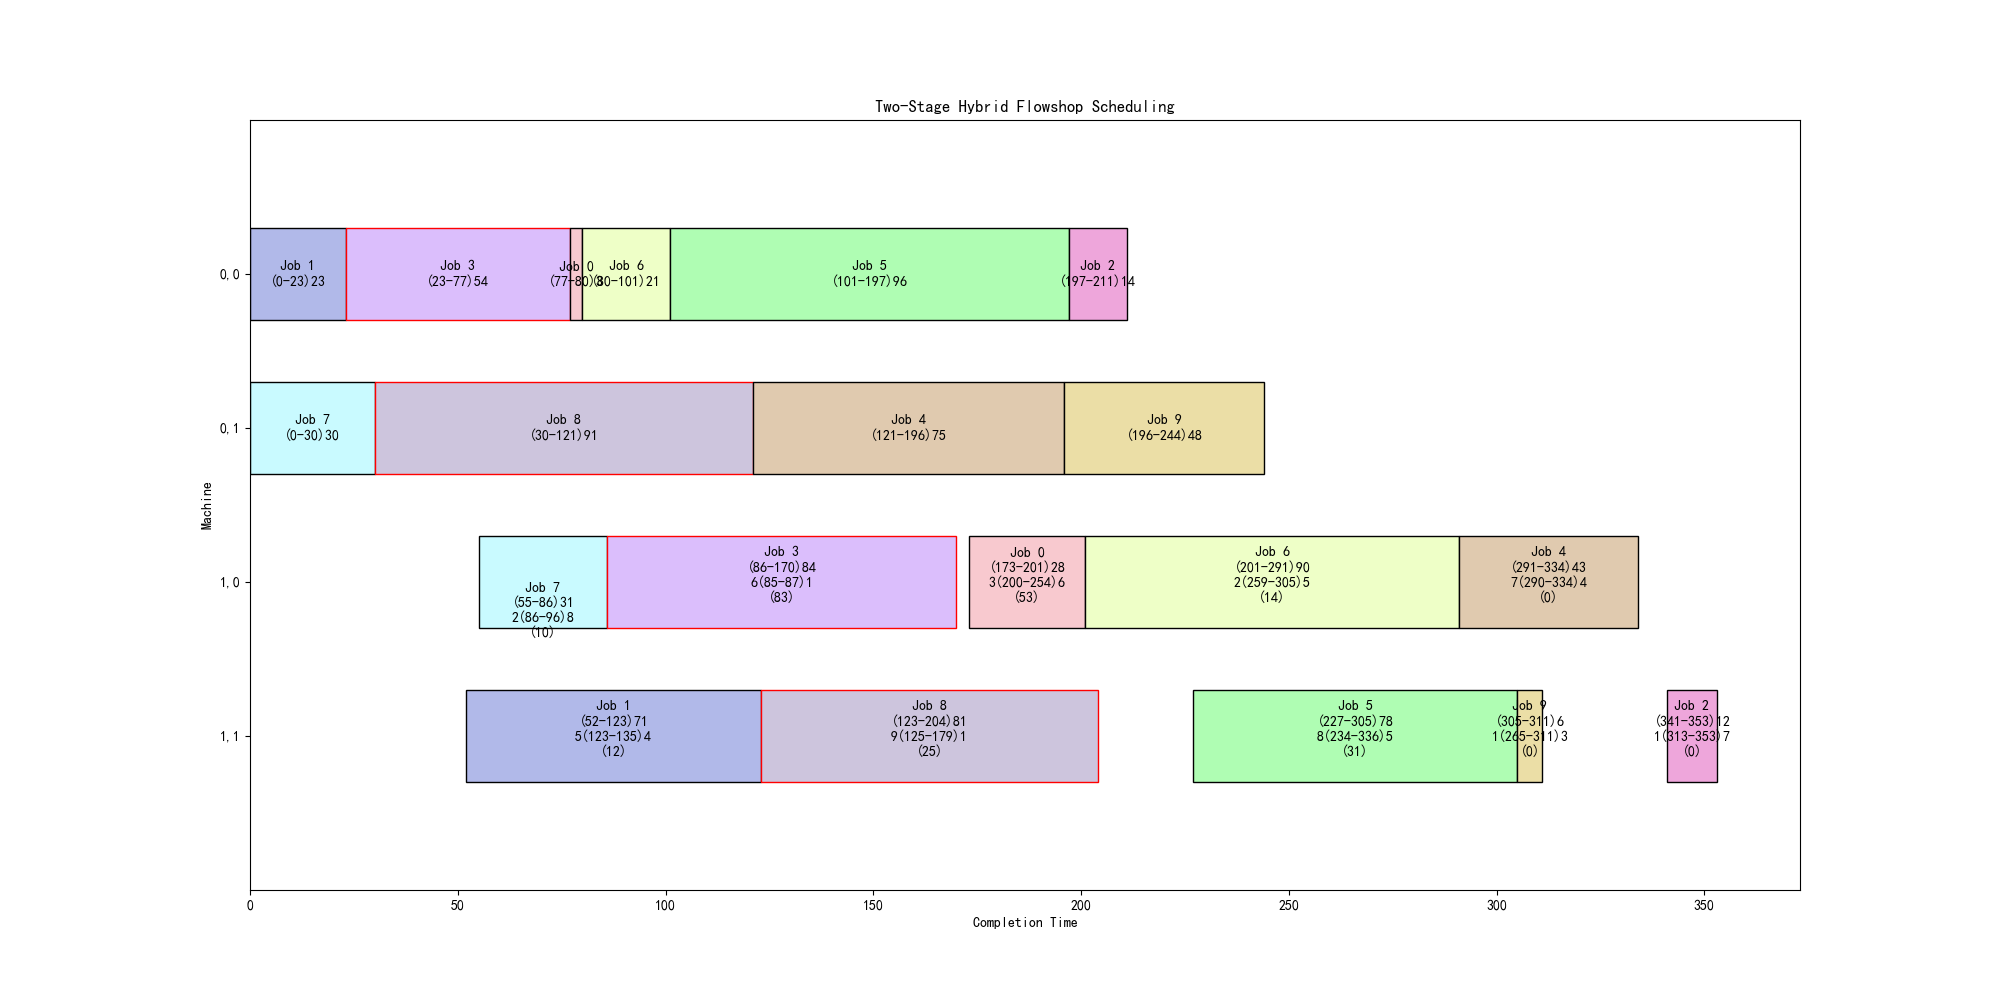 Two-Stage Hybrid Flowshop Scheduling
0,0
Job 1
(0-23)23
Job 3
(23-77)54
Job 0
(77-80)3
Job 6
(80-101)21
Job 5
(101-197)96
Job 2
(197-211)14
0,1
Job 7
(0-30)30
Job 8
(30-121)91
Job 4
(121-196)75
Job 9
(196-244)48
Machine
1,0
Job 7
(55-86)31
2(86-96)8
(10)
Job 3
(86-170)84
6(85-87)1
(83)
Job 0
(173-201)28
3(200-254)6
(53)
Job 6
(201-291)90
2(259-305)5
(14)
Job 4
(291-334)43
7(290-334)4
(0)
1,1
Job 1
(52-123)71
5(123-135)4
(12)
Job 8
(123-204)81
9(125-179)1
(25)
Job 5
(227-305)78
8(234-336)5
(31)
Job 9
(305-311)6
1(265-311)3
(0)
Job 2
(341-353)12
1(313-353)7
(0)
0 50 100 150 200 250 300 350
Completion Time